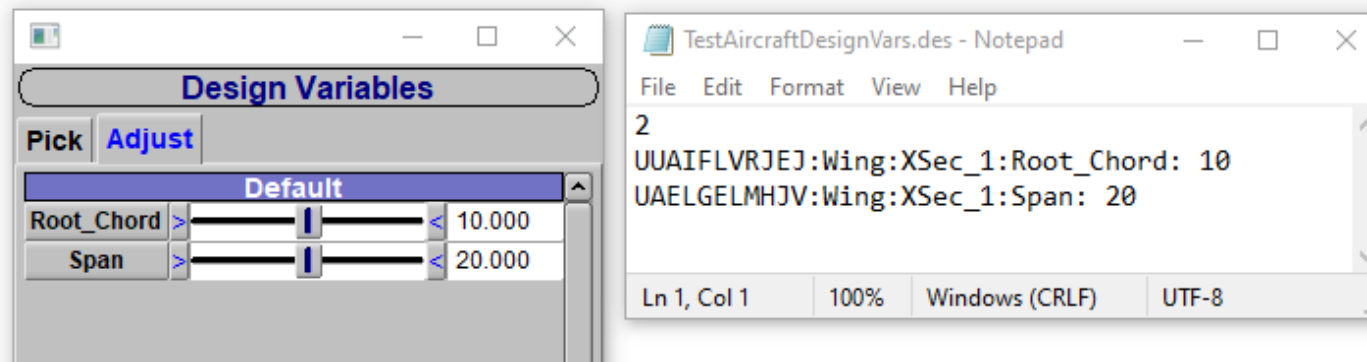 Design Variables
Pick Adjust
Default
Root_Chord > < 10.000
Span > < 20.000
TestAircraftDesignVars.des - Notepad
File Edit Format View Help
2
UUAIFLVRJEJ:Wing:XSec_1:Root_Chord: 10
UAELGELMHJV:Wing:XSec_1:Span: 20
Ln 1, Col 1 100% Windows (CRLF) UTF-8